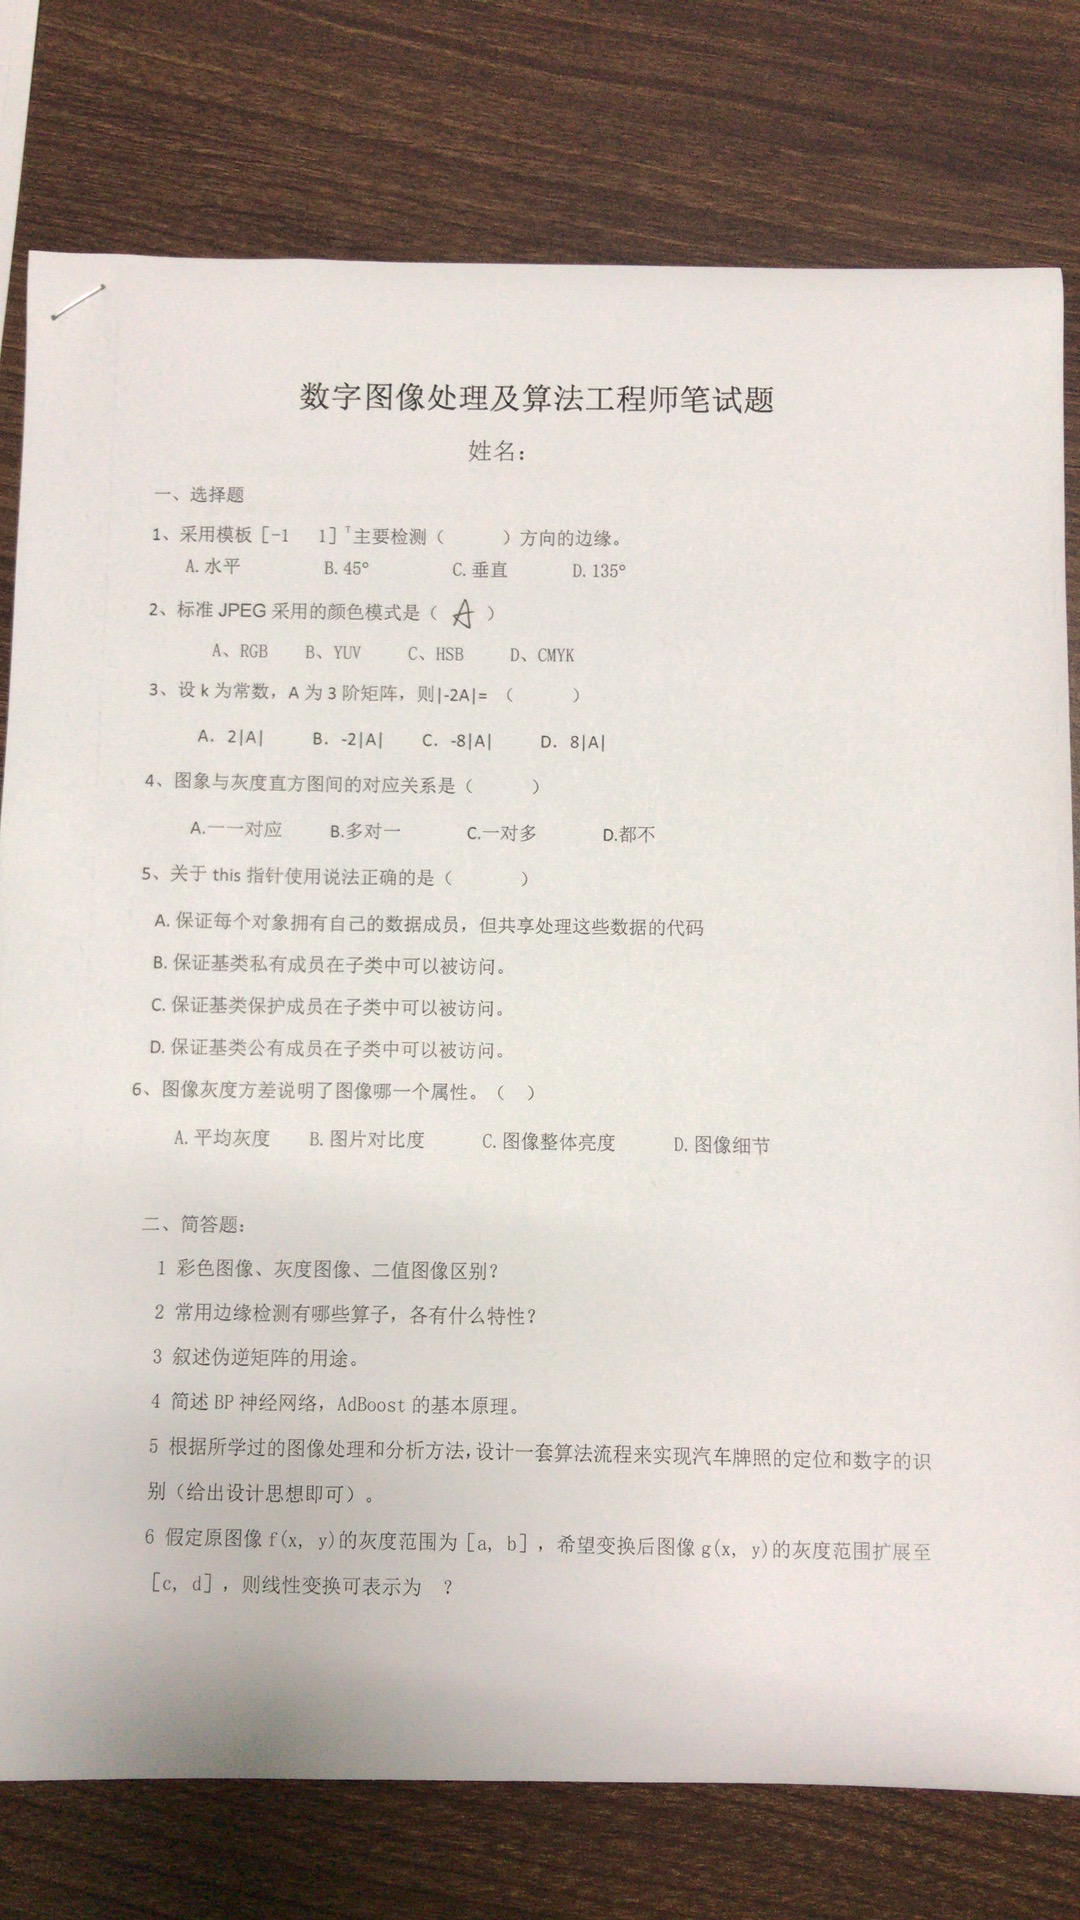 数字图像处理及算法工程师笔试题
姓名：
一、选择题
1、采用模板［-1 1］ᵀ主要检测（ ）方向的边缘。
A.水平 B.45° C.垂直 D.135°
2、标准 JPEG 采用的颜色模式是（ A ）
A、RGB B、YUV C、HSB D、CMYK
3、设 k 为常数，A 为 3 阶矩阵，则|-2A|= （ ）
A．2|A| B．-2|A| C．-8|A| D．8|A|
4、图象与灰度直方图间的对应关系是（ ）
A.一一对应 B.多对一 C.一对多 D.都不
5、关于 this 指针使用说法正确的是（ ）
A. 保证每个对象拥有自己的数据成员，但共享处理这些数据的代码
B. 保证基类私有成员在子类中可以被访问。
C. 保证基类保护成员在子类中可以被访问。
D. 保证基类公有成员在子类中可以被访问。
6、图像灰度方差说明了图像哪一个属性。（ ）
A.平均灰度 B.图片对比度 C.图像整体亮度 D.图像细节
二、简答题：
1 彩色图像、灰度图像、二值图像区别？
2 常用边缘检测有哪些算子，各有什么特性？
3 叙述伪逆矩阵的用途。
4 简述 BP 神经网络，AdBoost 的基本原理。
5 根据所学过的图像处理和分析方法，设计一套算法流程来实现汽车牌照的定位和数字的识
别（给出设计思想即可）。
6 假定原图像 f(x, y)的灰度范围为［a, b］，希望变换后图像 g(x, y)的灰度范围扩展至
［c, d］，则线性变换可表示为 ？